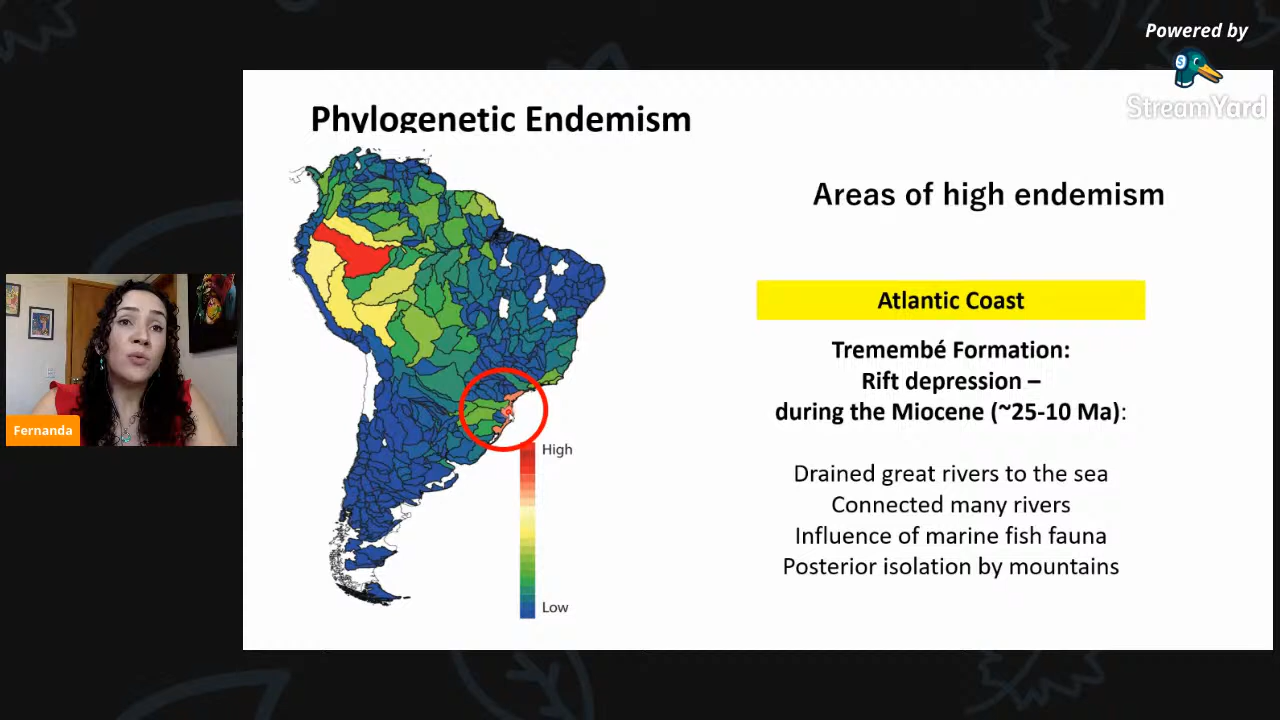 Powered by
StreamYard
Phylogenetic Endemism
Areas of high endemism
Atlantic Coast
Tremembé Formation:
Rift depression –
during the Miocene (~25-10 Ma):
Drained great rivers to the sea
Connected many rivers
Influence of marine fish fauna
Posterior isolation by mountains
High
Low
Fernanda